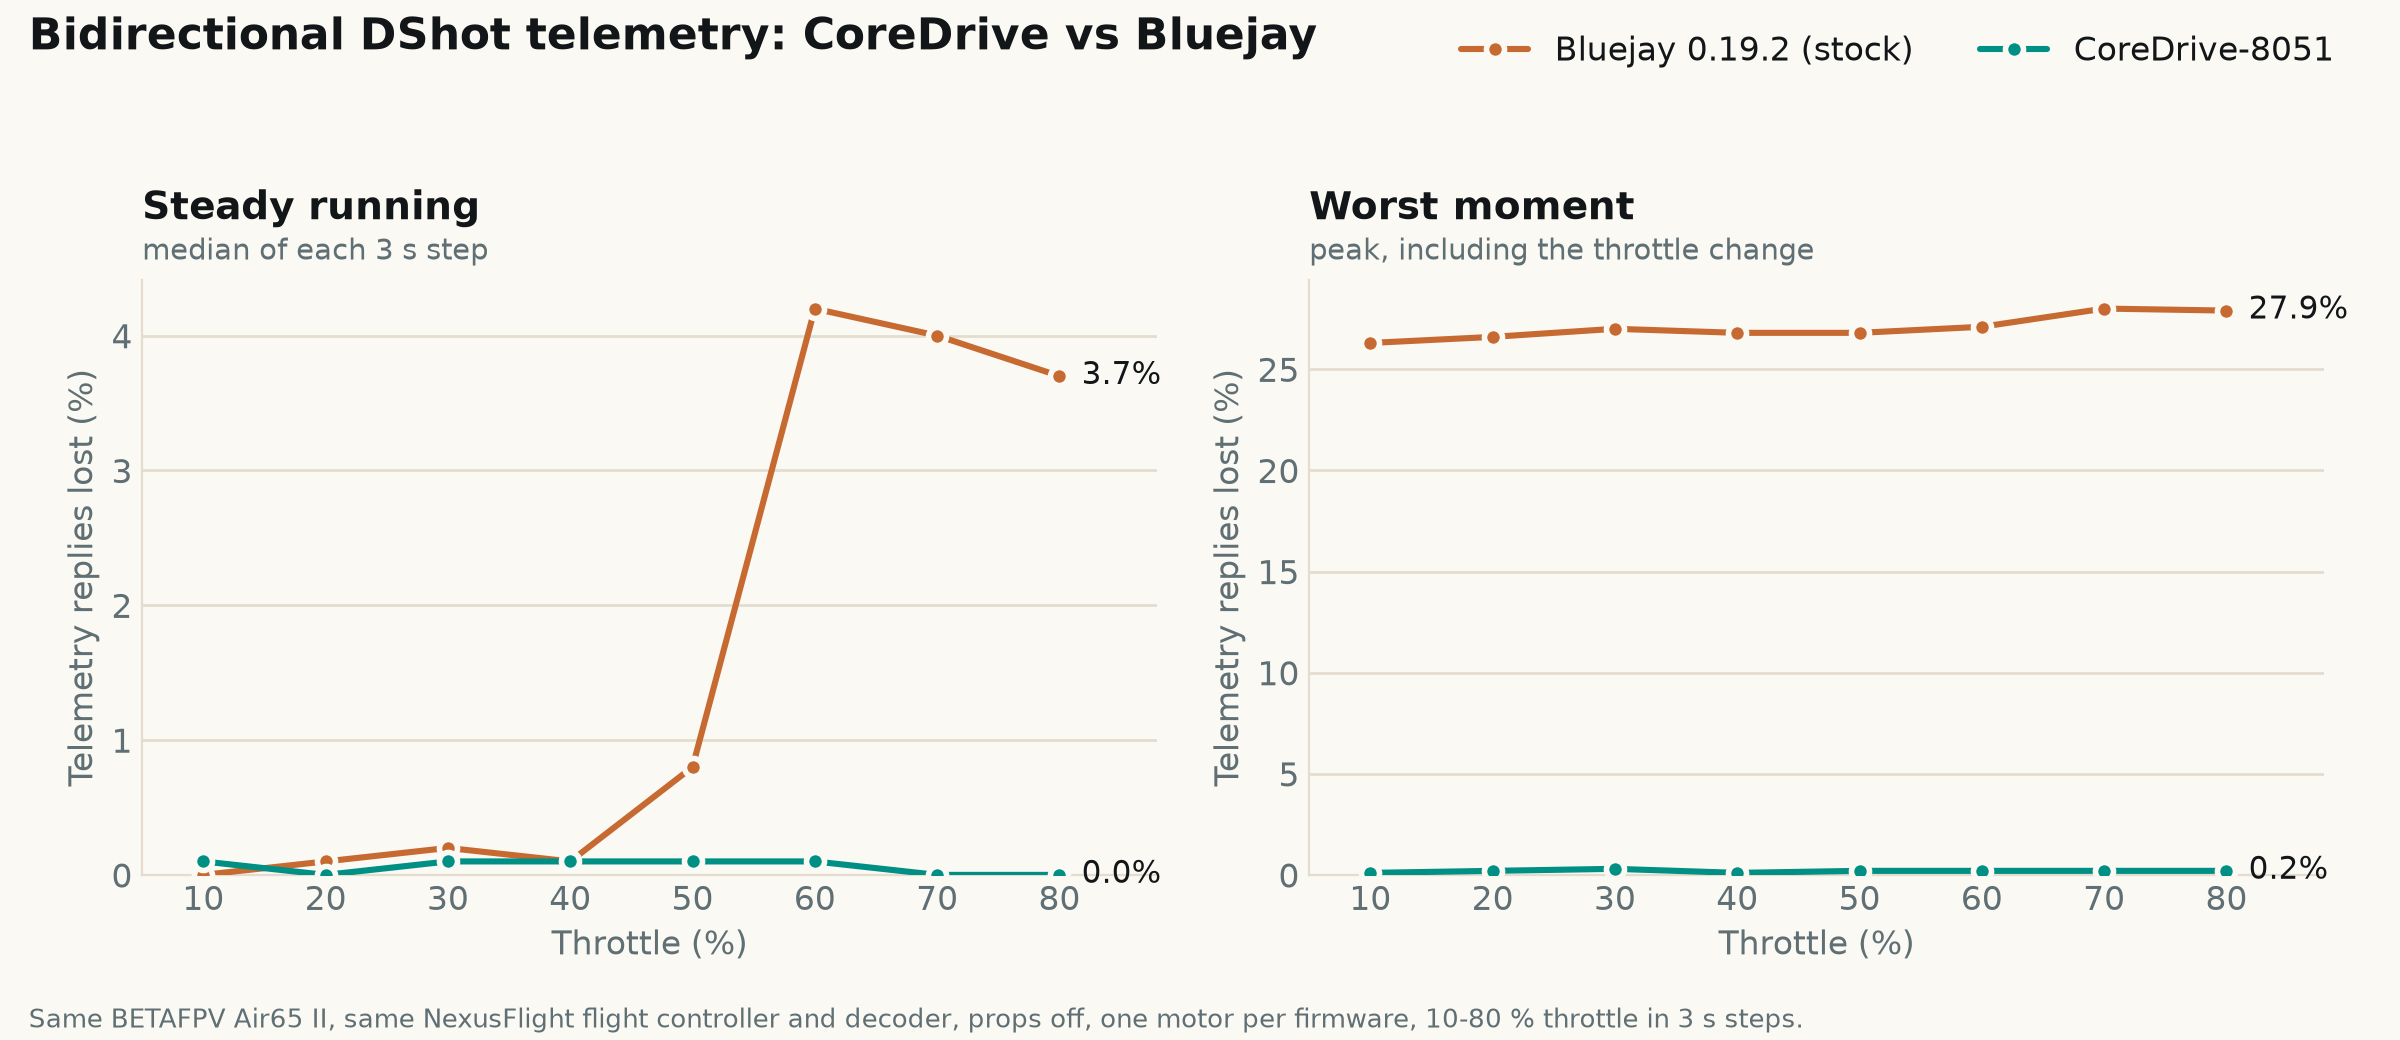 Bidirectional DShot telemetry: CoreDrive vs Bluejay
Bluejay 0.19.2 (stock)
CoreDrive-8051
Steady running
median of each 3 s step
Telemetry replies lost (%)
4
3
2
1
0
3.7%
0.0%
10 20 30 40 50 60 70 80
Throttle (%)
Worst moment
peak, including the throttle change
Telemetry replies lost (%)
25
20
15
10
5
0
27.9%
0.2%
10 20 30 40 50 60 70 80
Throttle (%)
Same BETAFPV Air65 II, same NexusFlight flight controller and decoder, props off, one motor per firmware, 10-80 % throttle in 3 s steps.